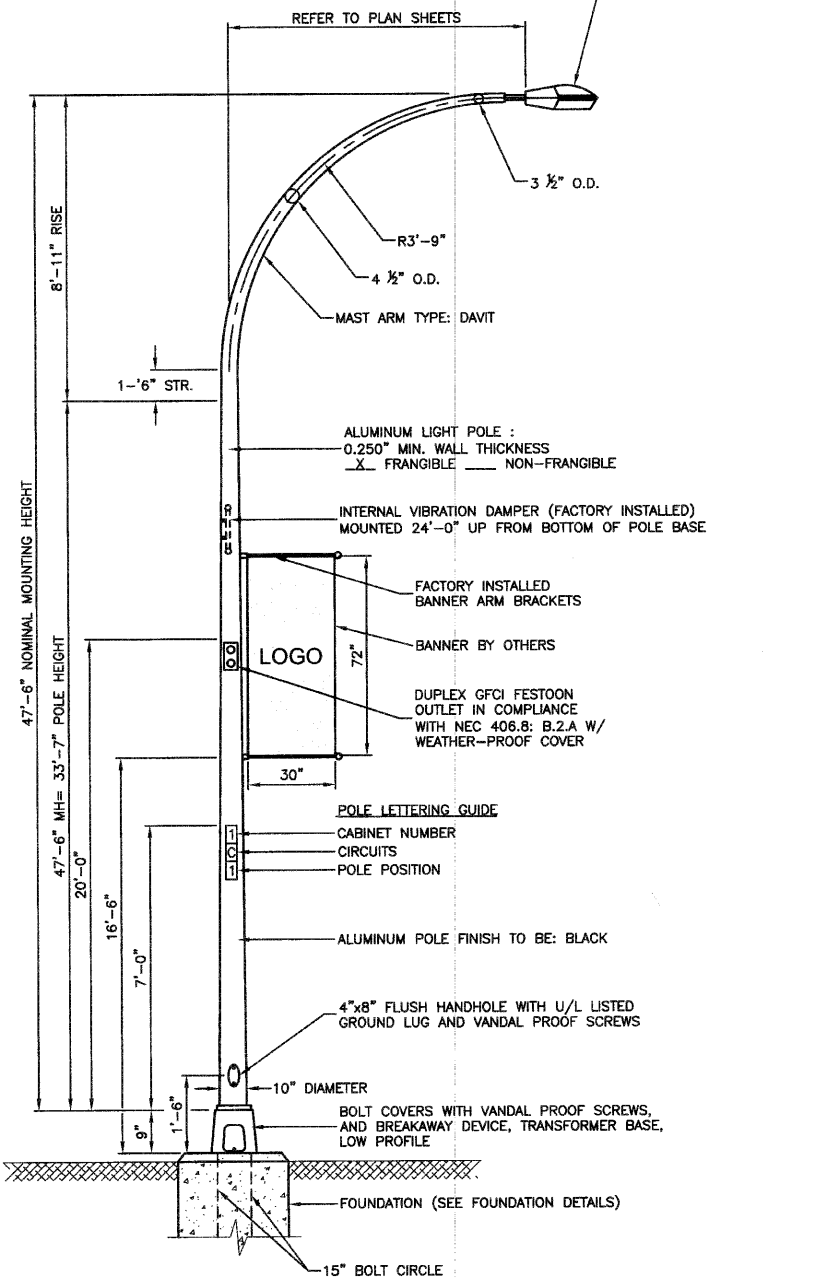 REFER TO PLAN SHEETS
3 ½" O.D.
R3'-9"
4 ½" O.D.
MAST ARM TYPE: DAVIT
8'-11" RISE
1-'6" STR.
ALUMINUM LIGHT POLE :
0.250" MIN. WALL THICKNESS
_X_ FRANGIBLE ___ NON-FRANGIBLE
INTERNAL VIBRATION DAMPER (FACTORY INSTALLED)
MOUNTED 24'-0" UP FROM BOTTOM OF POLE BASE
FACTORY INSTALLED
BANNER ARM BRACKETS
BANNER BY OTHERS
LOGO
72"
DUPLEX GFCI FESTOON
OUTLET IN COMPLIANCE
WITH NEC 406.8: B.2.A W/
WEATHER-PROOF COVER
30"
47'-6" NOMINAL MOUNTING HEIGHT
47'-6" MH= 33'-7" POLE HEIGHT
20'-0"
16'-6"
7'-0"
POLE LETTERING GUIDE
1
CABINET NUMBER
C
CIRCUITS
1
POLE POSITION
ALUMINUM POLE FINISH TO BE: BLACK
4"x8" FLUSH HANDHOLE WITH U/L LISTED
GROUND LUG AND VANDAL PROOF SCREWS
10" DIAMETER
1'-6"
9"
BOLT COVERS WITH VANDAL PROOF SCREWS,
AND BREAKAWAY DEVICE, TRANSFORMER BASE,
LOW PROFILE
FOUNDATION (SEE FOUNDATION DETAILS)
15" BOLT CIRCLE